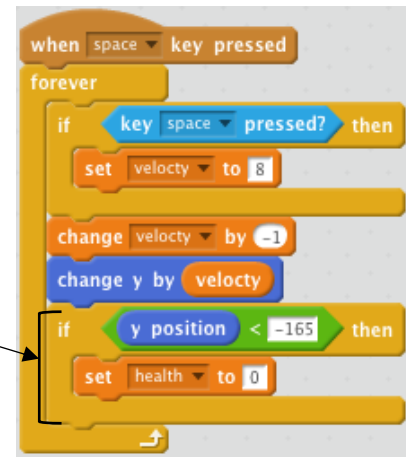 when space key pressed
forever
if key space pressed? then
set velocty to 8
change velocty by -1
change y by velocty
if y position < -165 then
set health to 0